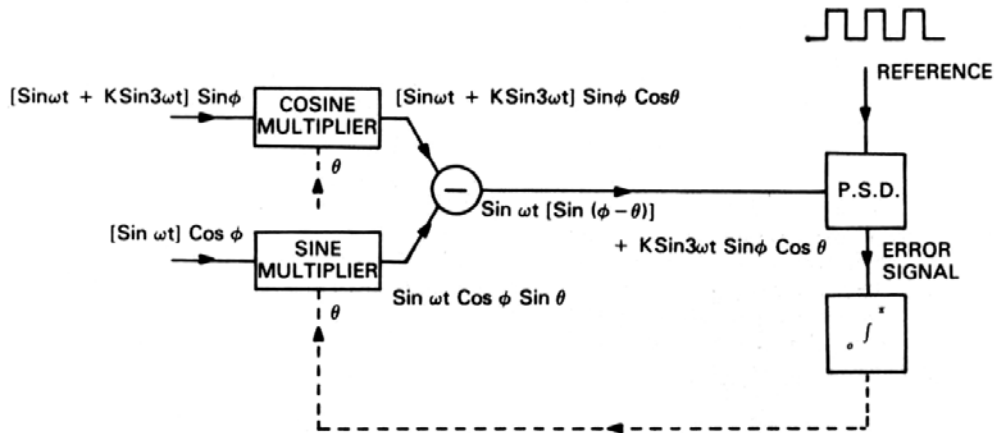 REFERENCE
[Sinωt + KSin3ωt] Sinϕ
COSINE
MULTIPLIER
[Sinωt + KSin3ωt] Sinϕ Cosθ
θ
−
P.S.D.
Sin ωt [Sin (ϕ − θ)]
+ KSin3ωt Sinϕ Cos θ
[Sin ωt] Cos ϕ
SINE
MULTIPLIER
Sin ωt Cos ϕ Sin θ
θ
ERROR
SIGNAL
o ∫ π